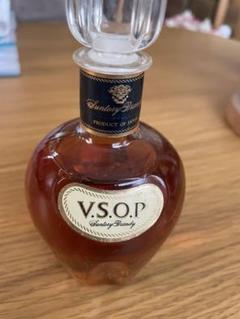 Suntory Brandy
PRODUCT OF JAPAN
V.S.O.P
Suntory Brandy